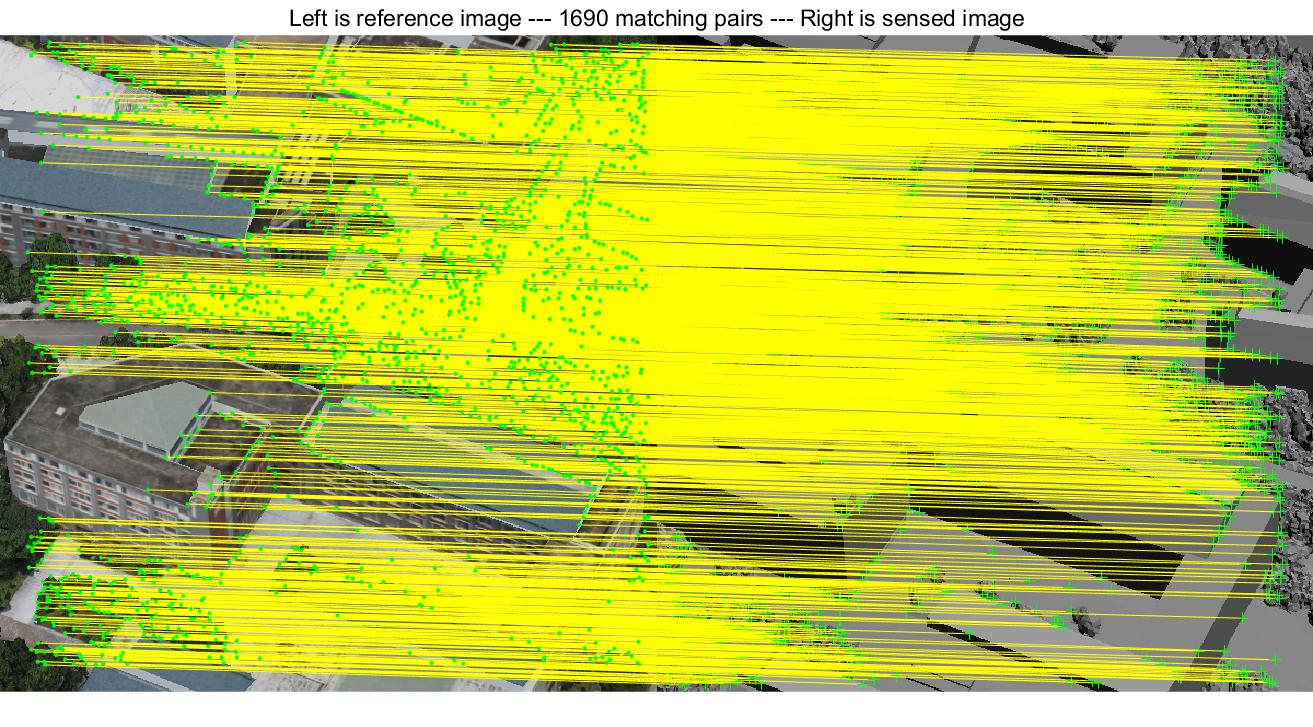 Left is reference image --- 1690 matching pairs --- Right is sensed image